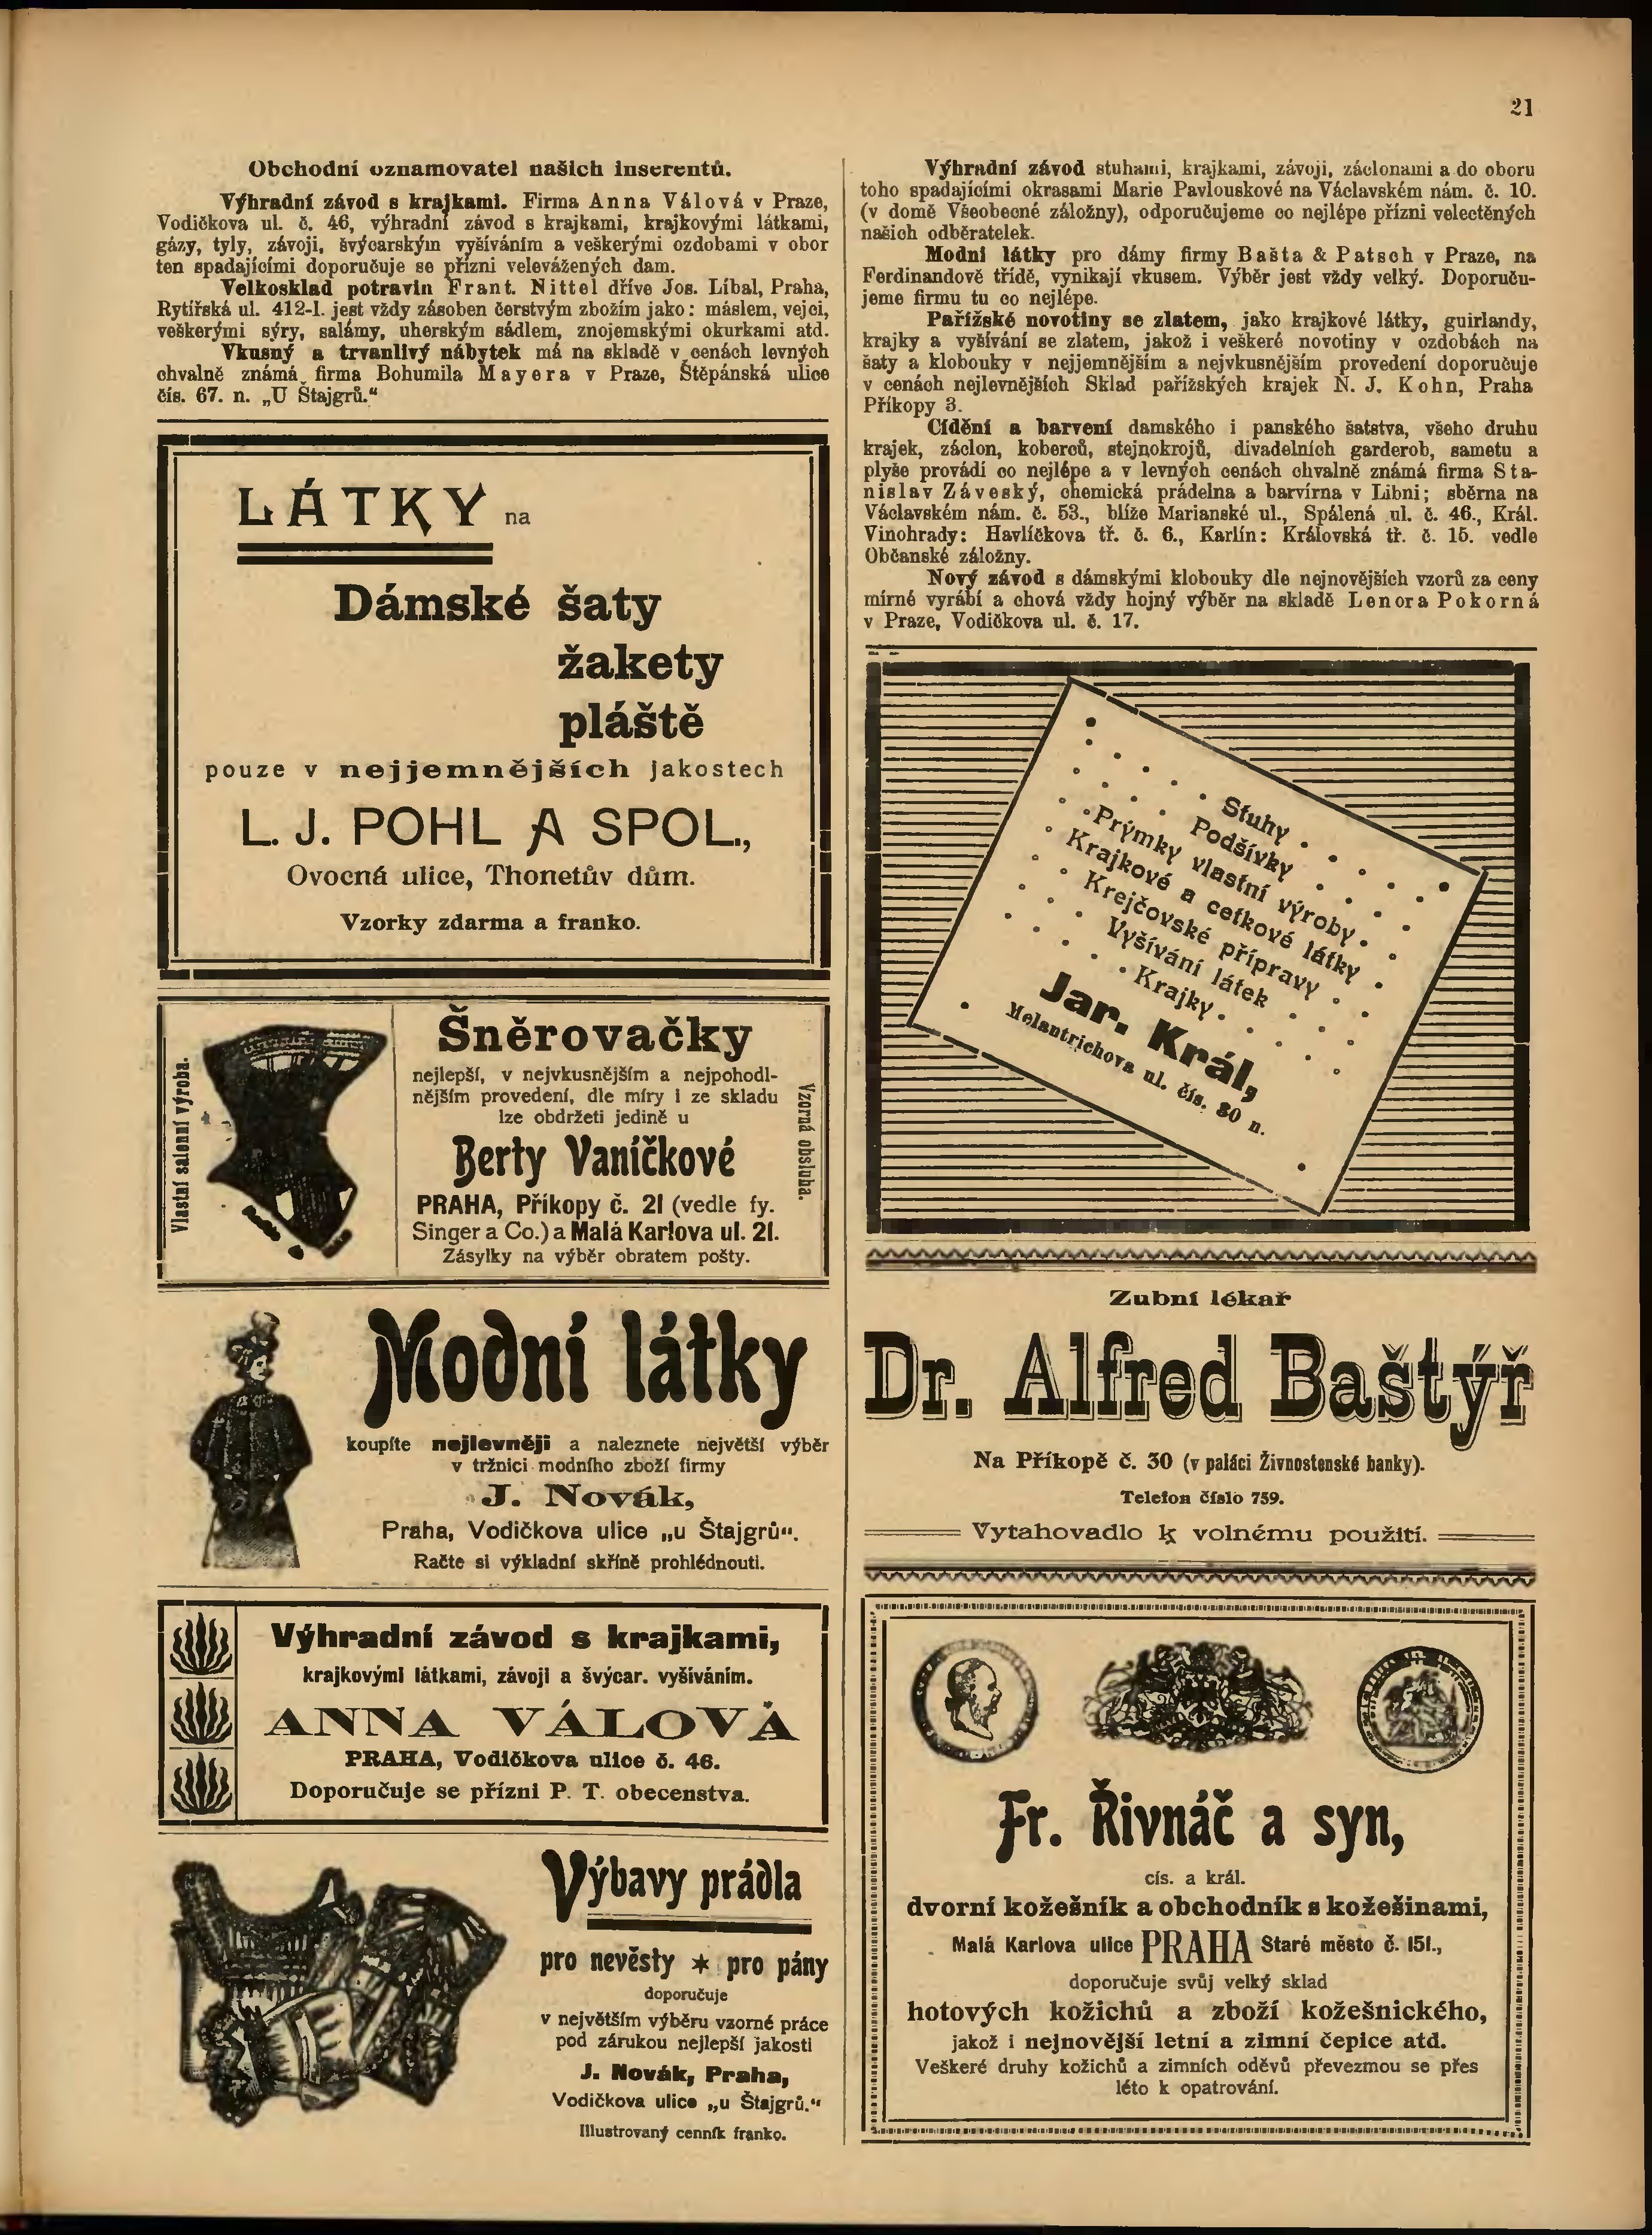 21
Obchodní oznamovatel našich inserentů.
Výhradní závod s krajkami. Firma Anna Válová v Praze,
Vodičkova ul. č. 46, výhradní závod s krajkami, krajkovými látkami,
gázy, tyly, závoji, švýcarským vyšíváním a veškerými ozdobami v obor
ten spadajícími doporučuje se přízni velevážených dam.
Velkosklad potravin Frant. Nittel dříve Jos. Líbal, Praha,
Rytířská ul. 412-I. jest vždy zásoben čerstvým zbožím jako: máslem, vejci,
veškerými sýry, salámy, uherským sádlem, znojemskými okurkami atd.
Vkusný a trvanlivý nábytek má na skladě v cenách levných
chvalně známá firma Bohumila Mayera v Praze, Štěpánská ulice
čís. 67. n. „U Štajgrů.“
LÁTKY na
Dámské šaty
žakety
pláště
pouze v nejjemnějších jakostech
L. J. POHL A SPOL.,
Ovocná ulice, Thonetův dům.
Vzorky zdarma a franko.
Vlastní salonní výroba.
Šněrovačky
nejlepší, v nejvkusnějším a nejpohodl-
nějším provedení, dle míry i ze skladu
lze obdržeti jedině u
Berty Vaníčkové
PRAHA, Příkopy č. 21 (vedle fy.
Singer a Co.) a Malá Karlova ul. 21.
Zásylky na výběr obratem pošty.
Vzorná obsluha.
Modní látky
koupíte nejlevněji a naleznete největší výběr
v tržnici modního zboží firmy
J. Novák,
Praha, Vodičkova ulice „u Štajgrů“.
Račte si výkladní skříně prohlédnouti.
Výhradní závod s krajkami,
krajkovými látkami, závoji a švýcar. vyšíváním.
ANNA VÁLOVÁ
PRAHA, Vodičkova ulice č. 46.
Doporučuje se přízni P. T. obecenstva.
Výbavy prádla
pro nevěsty * pro pány
doporučuje
v největším výběru vzorné práce
pod zárukou nejlepší jakosti
J. Novák, Praha,
Vodičkova ulice „u Štajgrů.“
Illustrovaný cenník franko.
Výhradní závod stuhami, krajkami, závoji, záclonami a do oboru
toho spadajícími okrasami Marie Pavlouskové na Václavském nám. č. 10.
(v domě Všeobecné záložny), odporučujeme co nejlépe přízni velectěných
našich odběratelek.
Modní látky pro dámy firmy Bašta & Patsch v Praze, na
Ferdinandově třídě, vynikají vkusem. Výběr jest vždy velký. Doporuču-
jeme firmu tu co nejlépe.
Pařížské novotiny se zlatem, jako krajkové látky, guirlandy,
krajky a vyšívání se zlatem, jakož i veškeré novotiny v ozdobách na
šaty a klobouky v nejjemnějším a nejvkusnějším provedení doporučuje
v cenách nejlevnějších Sklad pařížských krajek N. J. Kohn, Praha
Příkopy 3.
Cídění a barvení damského i panského šatstva, všeho druhu
krajek, záclon, koberců, stejnokrojů, divadelních garderob, sametu a
plyše provádí co nejlépe a v levných cenách chvalně známá firma Sta-
nislav Záveský, chemická prádelna a barvírna v Libni; sběrna na
Václavském nám. č. 53., blíže Marianské ul., Spálená ul. č. 46., Král.
Vinohrady: Havlíčkova tř. č. 6., Karlín: Královská tř. č. 15. vedle
Občanské záložny.
Nový závod s dámskými klobouky dle nejnovějších vzorů za ceny
mírné vyrábí a chová vždy hojný výběr na skladě Lenora Pokorná
v Praze, Vodičkova ul. č. 17.
Stuhy
Podšívky
Prýmky vlastní výroby
Krajkové a cetkové látky
Krejčovské přípravy
Vyšívání látek
Krajky
Jar. Král,
Melantrichova ul. čís. 30 n.
Zubní lékař
Dr. Alfred Baštýř
Na Příkopě č. 30 (v paláci Živnostenské banky).
Telefon číslo 759.
Vytahovadlo k volnému použití.
Fr. Řivnáč a syn,
cís. a král.
dvorní kožešník a obchodník s kožešinami,
Malá Karlova ulice PRAHA Staré město č. 151.,
doporučuje svůj velký sklad
hotových kožichů a zboží kožešnického,
jakož i nejnovější letní a zimní čepice atd.
Veškeré druhy kožichů a zimních oděvů převezmou se přes
léto k opatrování.